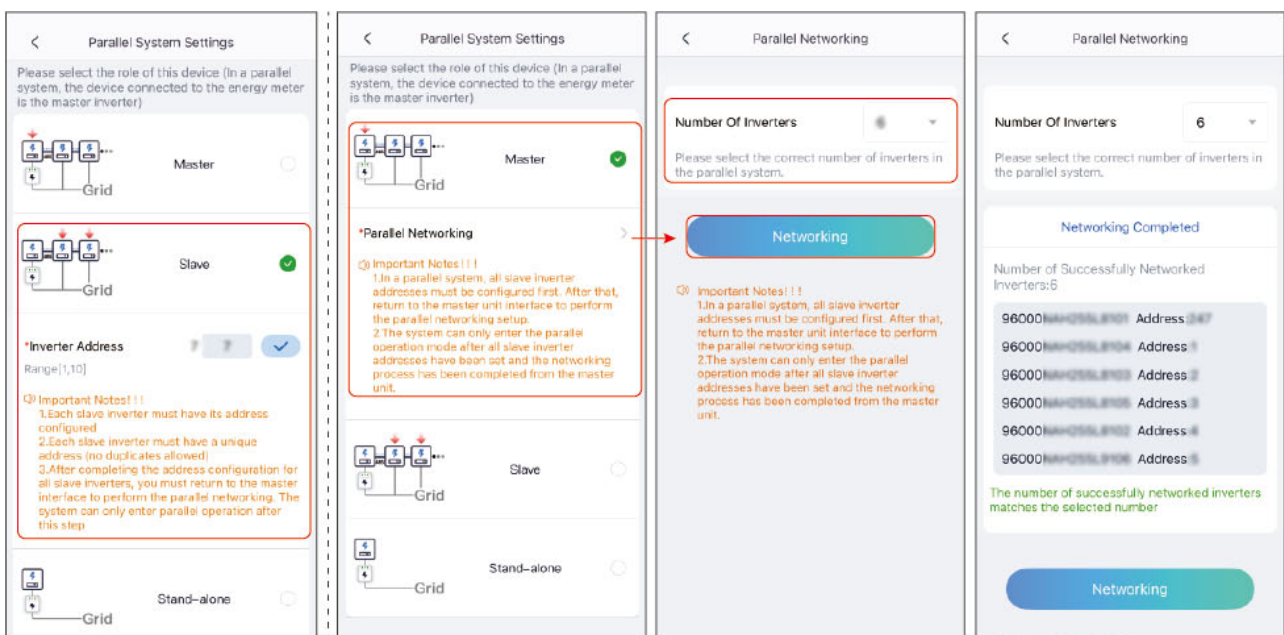 Parallel System Settings
Please select the role of this device (In a parallel
system, the device connected to the energy meter
is the master inverter)
Master
Grid
Slave
Grid
*Inverter Address
Range[1,10]
Important Notes!!!
1.Each slave inverter must have its address
configured
2.Each slave inverter must have a unique
address (no duplicates allowed)
3.After completing the address configuration for
all slave inverters, you must return to the master
interface to perform the parallel networking. The
system can only enter parallel operation after
this step
Stand-alone
Grid
Parallel System Settings
Please select the role of this device (In a parallel
system, the device connected to the energy meter
is the master inverter)
Master
Grid
*Parallel Networking
Important Notes!!!
1.In a parallel system, all slave inverter
addresses must be configured first. After that,
return to the master unit interface to perform
the parallel networking setup.
2.The system can only enter the parallel
operation mode after all slave inverter
addresses have been set and the networking
process has been completed from the master
unit.
Slave
Grid
Stand-alone
Grid
Parallel Networking
Number Of Inverters
Please select the correct number of inverters in
the parallel system.
Networking
Important Notes!!!
1.In a parallel system, all slave inverter
addresses must be configured first. After that,
return to the master unit interface to perform
the parallel networking setup.
2.The system can only enter the parallel
operation mode after all slave inverter
addresses have been set and the networking
process has been completed from the master
unit.
Parallel Networking
Number Of Inverters 6
Please select the correct number of inverters in
the parallel system.
Networking Completed
Number of Successfully Networked
Inverters:6
96000 Address:
96000 Address:
96000 Address:
96000 Address:
96000 Address:
96000 Address:
The number of successfully networked inverters
matches the selected number
Networking